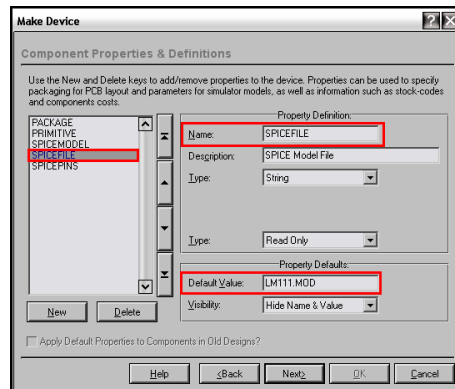 Make Device
Component Properties & Definitions
Use the New and Delete keys to add/remove properties to the device. Properties can be used to specify
packaging for PCB layout and parameters for simulator models, as well as information such as stock-codes
and components costs.
PACKAGE
PRIMITIVE
SPICEMODEL
SPICEFILE
SPICEPINS
New
Delete
Property Definition:
Name: SPICEFILE
Description: SPICE Model File
Type: String
Type: Read Only
Property Defaults:
Default Value: LM111.MOD
Visibility: Hide Name & Value
Apply Default Properties to Components in Old Designs?
Help <Back Next> OK Cancel